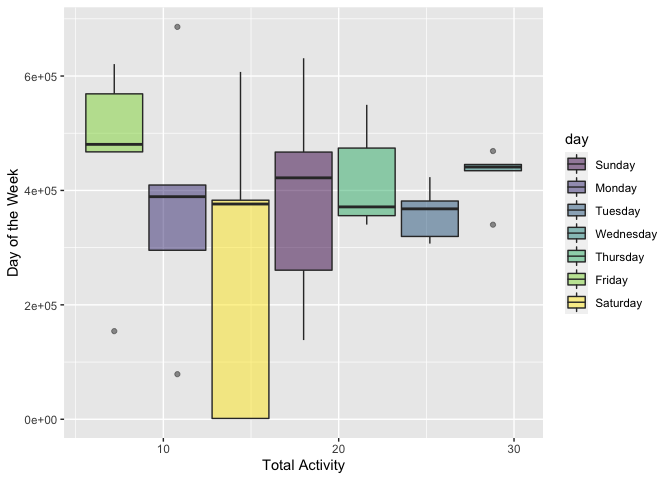 6e+05
4e+05
2e+05
0e+00
Day of the Week
10
20
30
Total Activity
day
Sunday
Monday
Tuesday
Wednesday
Thursday
Friday
Saturday